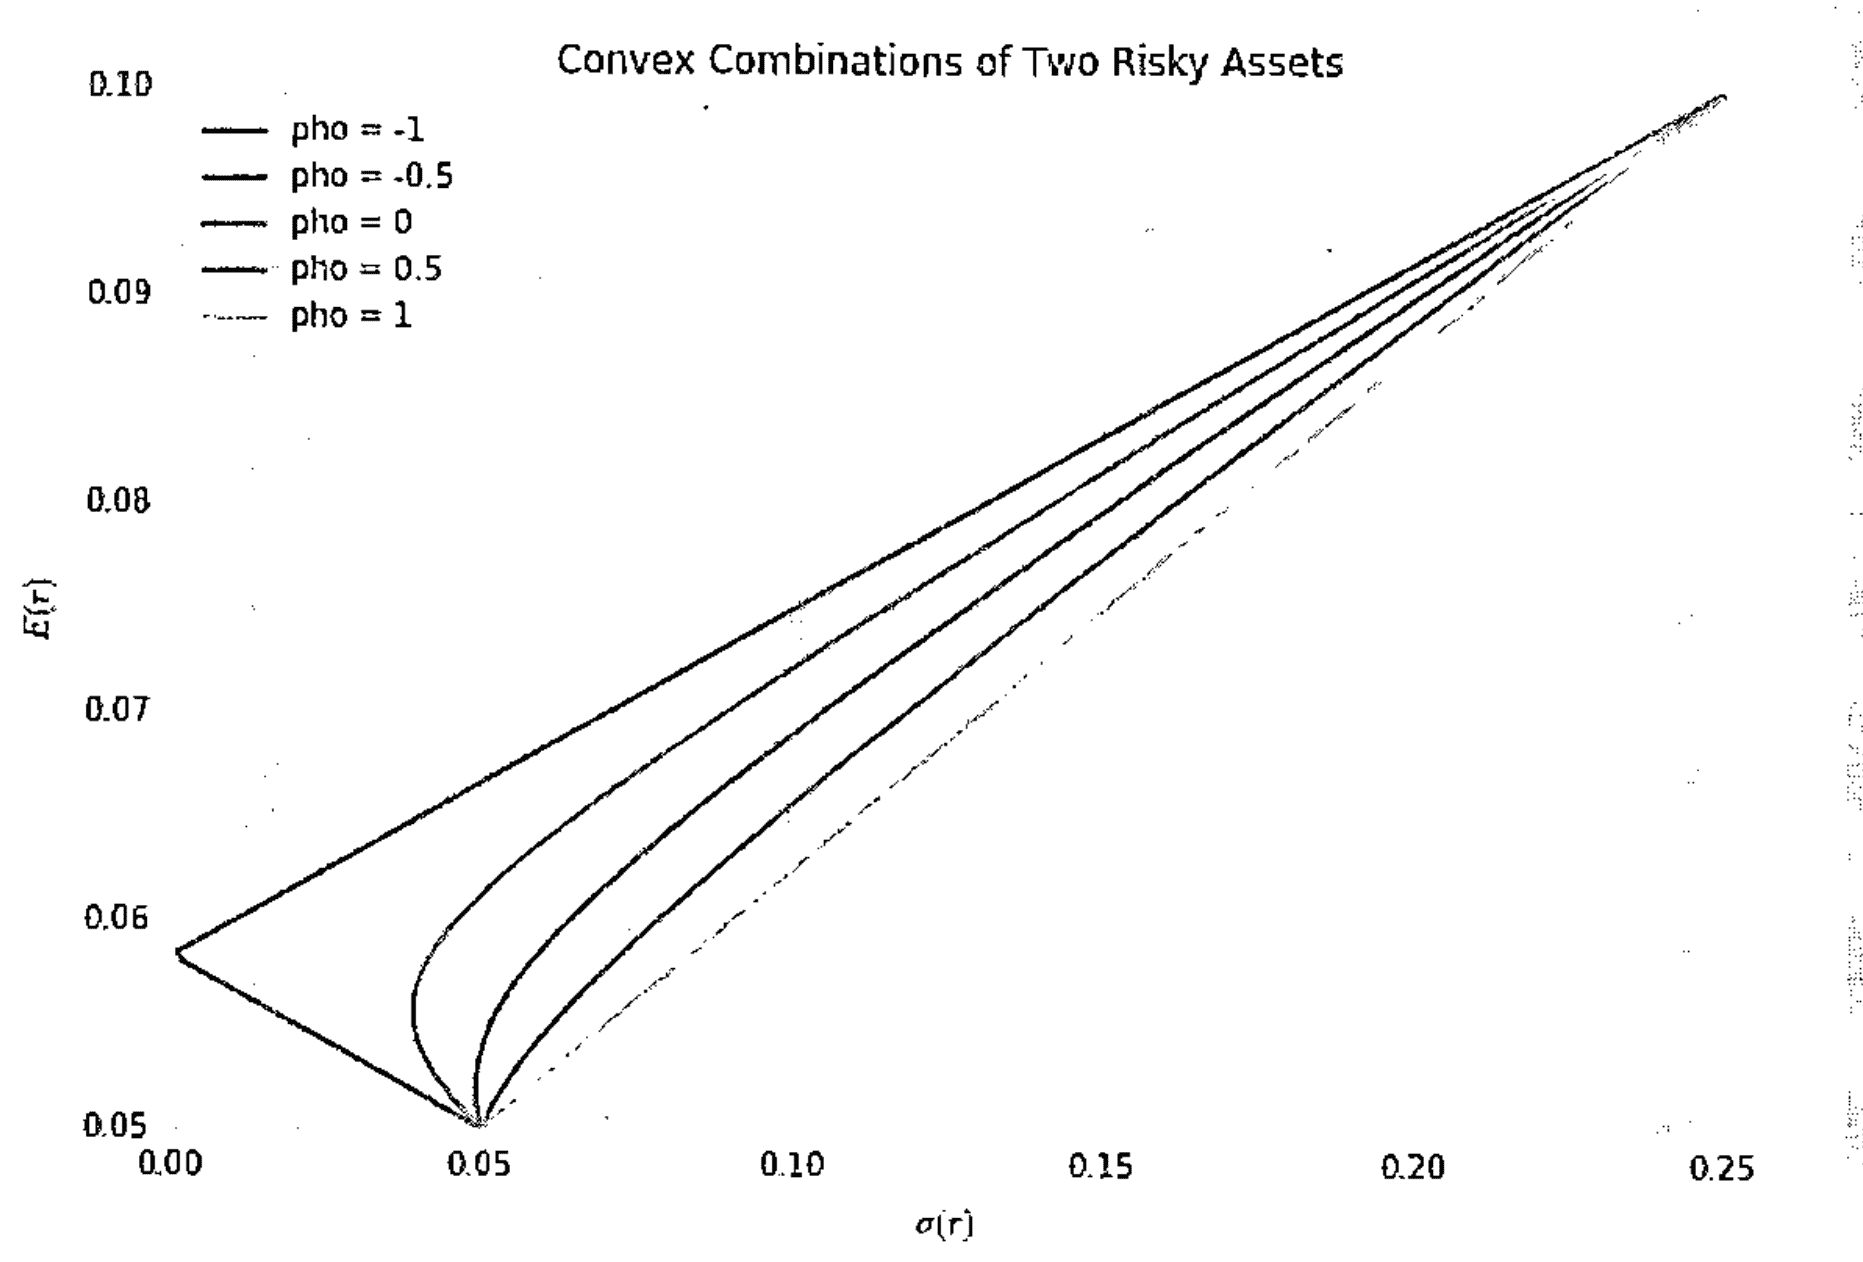 Convex Combinations of Two Risky Assets
0.10
pho = -1
pho = -0.5
pho = 0
pho = 0.5
pho = 1
0.09
0.08
0.07
0.06
0.05
E(r)
0.00 0.05 0.10 0.15 0.20 0.25
σ(r)